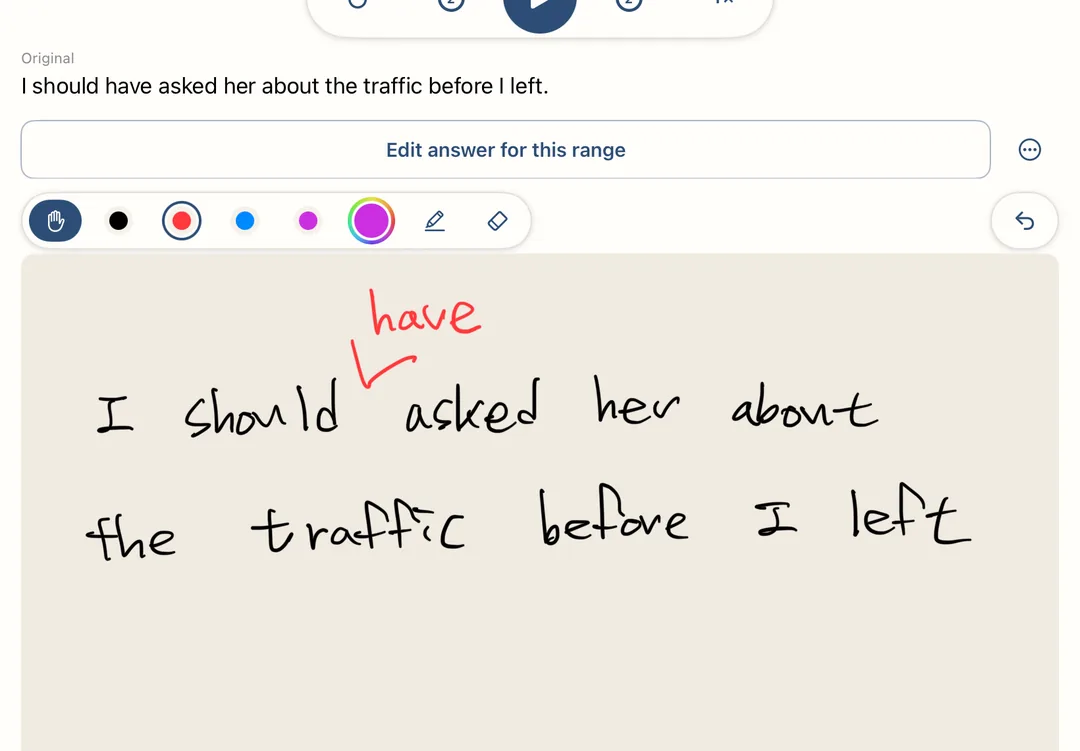 Original
I should have asked her about the traffic before I left.
Edit answer for this range
have
I should asked her about
the traffic before I left